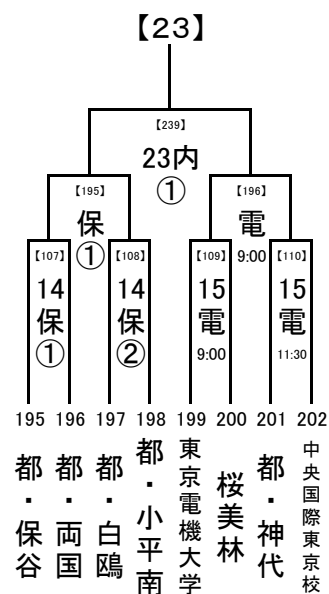 【23】
【239】
23内
①
【195】
保
①
【196】
電
9:00
【107】
14
保
①
【108】
14
保
②
【109】
15
電
9:00
【110】
15
電
11:30
195 196 197 198 199 200 201 202
都・保谷
都・両国
都・白鴎
都・小平南
東京電機大学
桜美林
都・神代
中央国際東京校